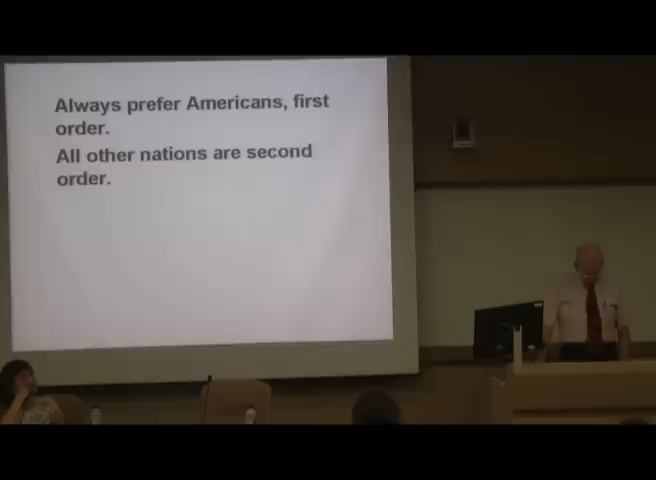 Always prefer Americans, first
order.
All other nations are second
order.